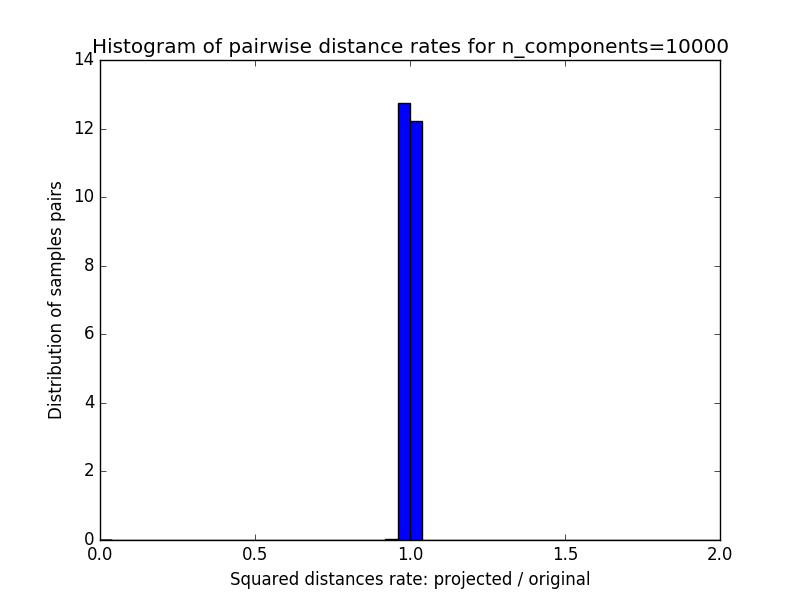 Histogram of pairwise distance rates for n_components=10000
14
12
10
8
6
4
2
0
Distribution of samples pairs
0.0 0.5 1.0 1.5 2.0
Squared distances rate: projected / original